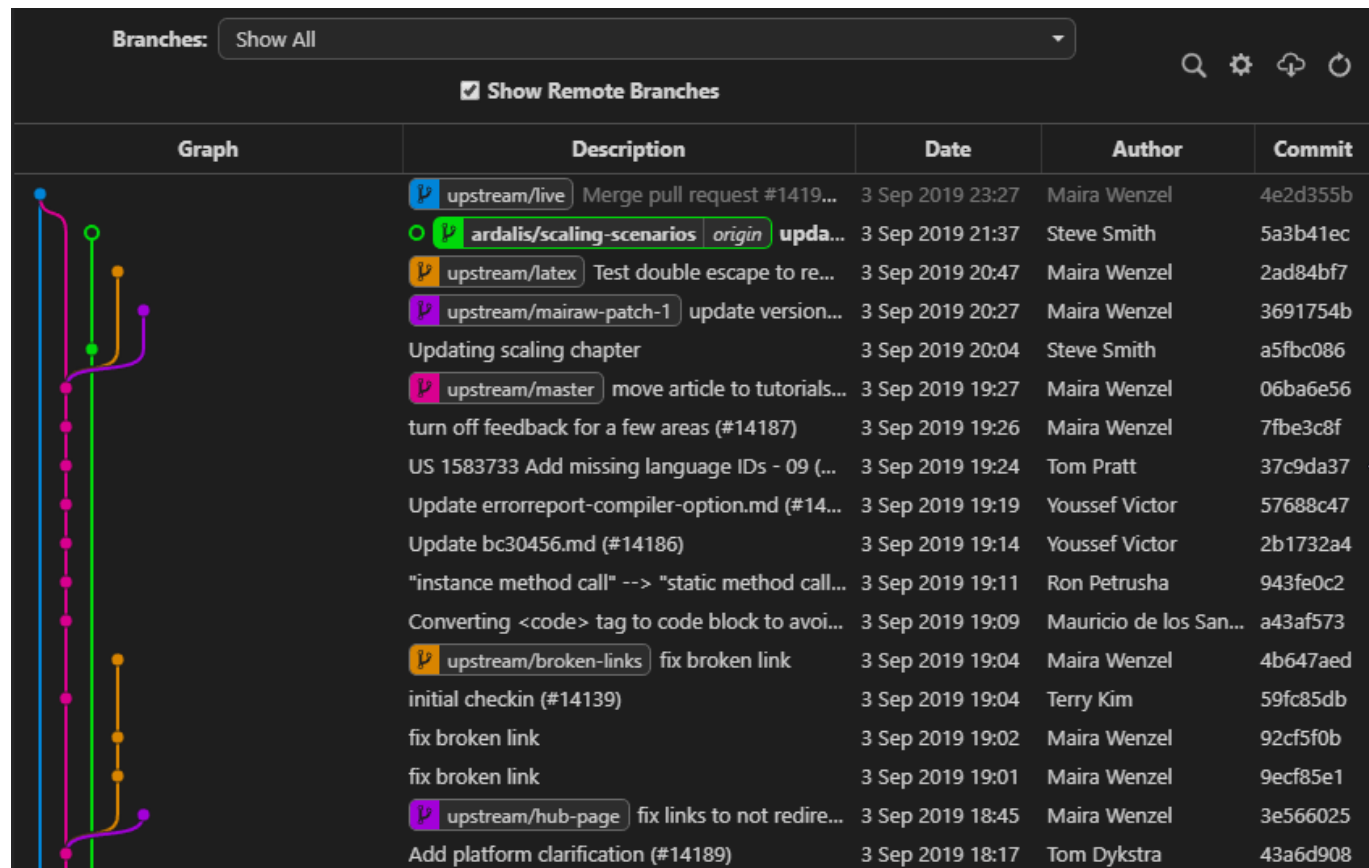 Branches: Show All
Show Remote Branches
Graph Description Date Author Commit
upstream/live Merge pull request #1419... 3 Sep 2019 23:27 Maira Wenzel 4e2d355b
ardalis/scaling-scenarios origin upda... 3 Sep 2019 21:37 Steve Smith 5a3b41ec
upstream/latex Test double escape to re... 3 Sep 2019 20:47 Maira Wenzel 2ad84bf7
upstream/mairaw-patch-1 update version... 3 Sep 2019 20:27 Maira Wenzel 3691754b
Updating scaling chapter 3 Sep 2019 20:04 Steve Smith a5fbc086
upstream/master move article to tutorials... 3 Sep 2019 19:27 Maira Wenzel 06ba6e56
turn off feedback for a few areas (#14187) 3 Sep 2019 19:26 Maira Wenzel 7fbe3c8f
US 1583733 Add missing language IDs - 09 (... 3 Sep 2019 19:24 Tom Pratt 37c9da37
Update errorreport-compiler-option.md (#14... 3 Sep 2019 19:19 Youssef Victor 57688c47
Update bc30456.md (#14186) 3 Sep 2019 19:14 Youssef Victor 2b1732a4
"instance method call" --> "static method call... 3 Sep 2019 19:11 Ron Petrusha 943fe0c2
Converting <code> tag to code block to avoi... 3 Sep 2019 19:09 Mauricio de los San... a43af573
upstream/broken-links fix broken link 3 Sep 2019 19:04 Maira Wenzel 4b647aed
initial checkin (#14139) 3 Sep 2019 19:04 Terry Kim 59fc85db
fix broken link 3 Sep 2019 19:02 Maira Wenzel 92cf5f0b
fix broken link 3 Sep 2019 19:01 Maira Wenzel 9ecf85e1
upstream/hub-page fix links to not redire... 3 Sep 2019 18:45 Maira Wenzel 3e566025
Add platform clarification (#14189) 3 Sep 2019 18:17 Tom Dykstra 43a6d908